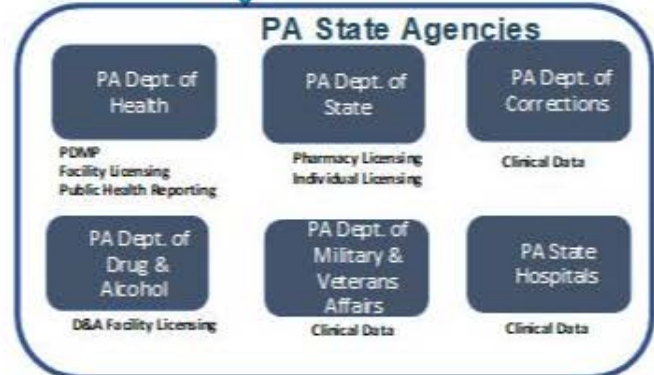 PA State Agencies
PA Dept. of
Health
PDMP
Facility Licensing
Public Health Reporting
PA Dept. of
State
Pharmacy Licensing
Individual Licensing
PA Dept. of
Corrections
Clinical Data
PA Dept. of
Drug &
Alcohol
D&A Facility Licensing
PA Dept. of
Military &
Veterans
Affairs
Clinical Data
PA State
Hospitals
Clinical Data